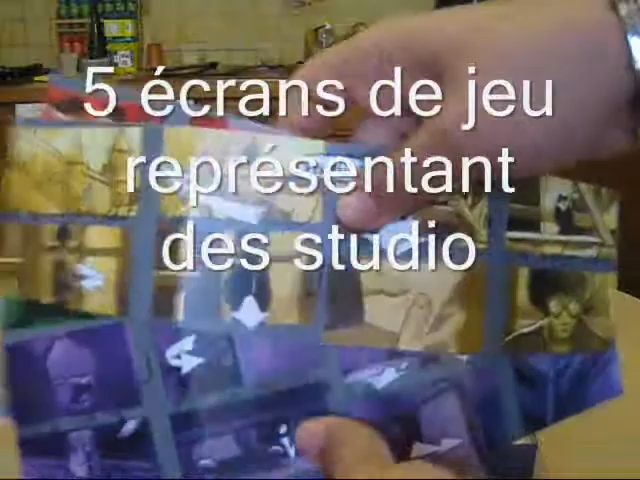 5 écrans de jeu
représentant
des studio